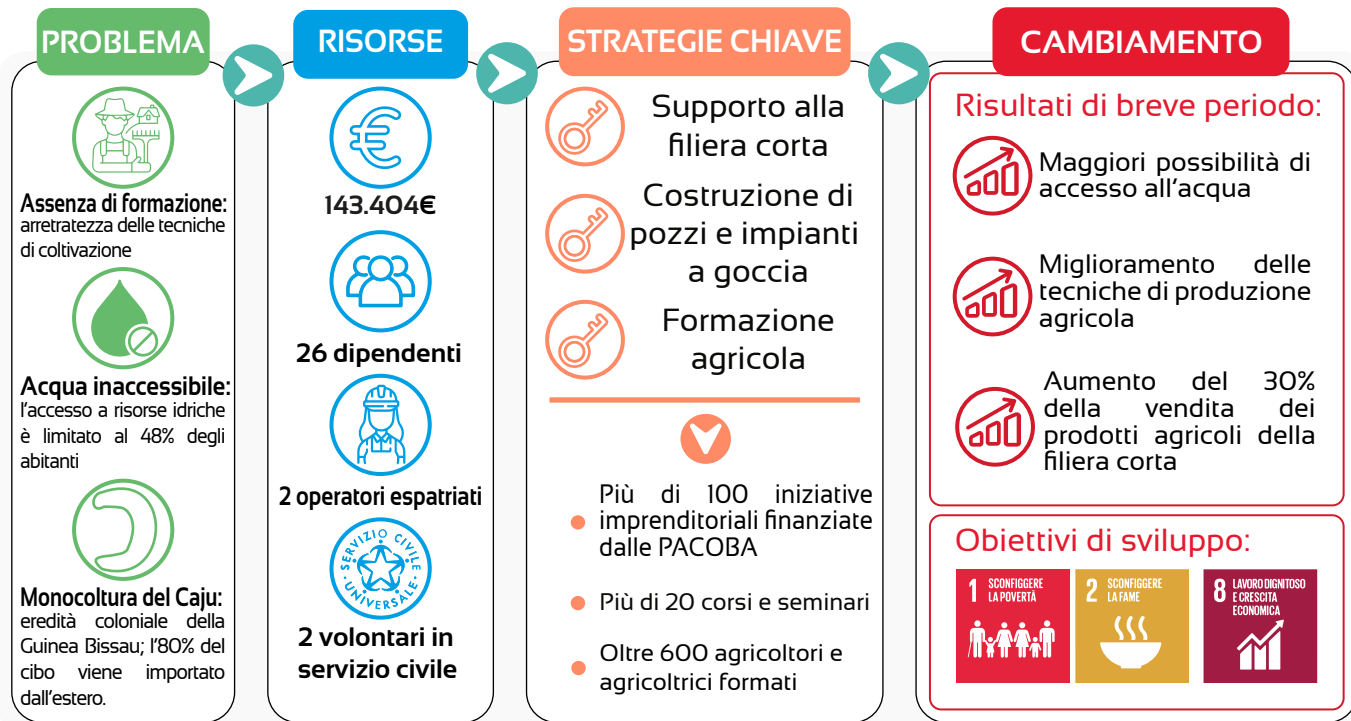 PROBLEMA
Assenza di formazione:
arretratezza delle tecniche
di coltivazione
Acqua inaccessibile:
l'accesso a risorse idriche
è limitato al 48% degli
abitanti
Monocoltura del Caju:
eredità coloniale della
Guinea Bissau; l'80% del
cibo viene importato
dall'estero.
RISORSE
€
143.404€
26 dipendenti
2 operatori espatriati
SERVIZIO CIVILE
UNIVERSALE
2 volontari in
servizio civile
STRATEGIE CHIAVE
Supporto alla
filiera corta
Costruzione di
pozzi e impianti
a goccia
Formazione
agricola
Più di 100 iniziative
imprenditoriali finanziate
dalle PACOBA
Più di 20 corsi e seminari
Oltre 600 agricoltori e
agricoltrici formati
CAMBIAMENTO
Risultati di breve periodo:
Maggiori possibilità di
accesso all'acqua
Miglioramento delle
tecniche di produzione
agricola
Aumento del 30%
della vendita dei
prodotti agricoli della
filiera corta
Obiettivi di sviluppo:
1 SCONFIGGERE
LA POVERTÀ
2 SCONFIGGERE
LA FAME
8 LAVORO DIGNITOSO
E CRESCITA
ECONOMICA